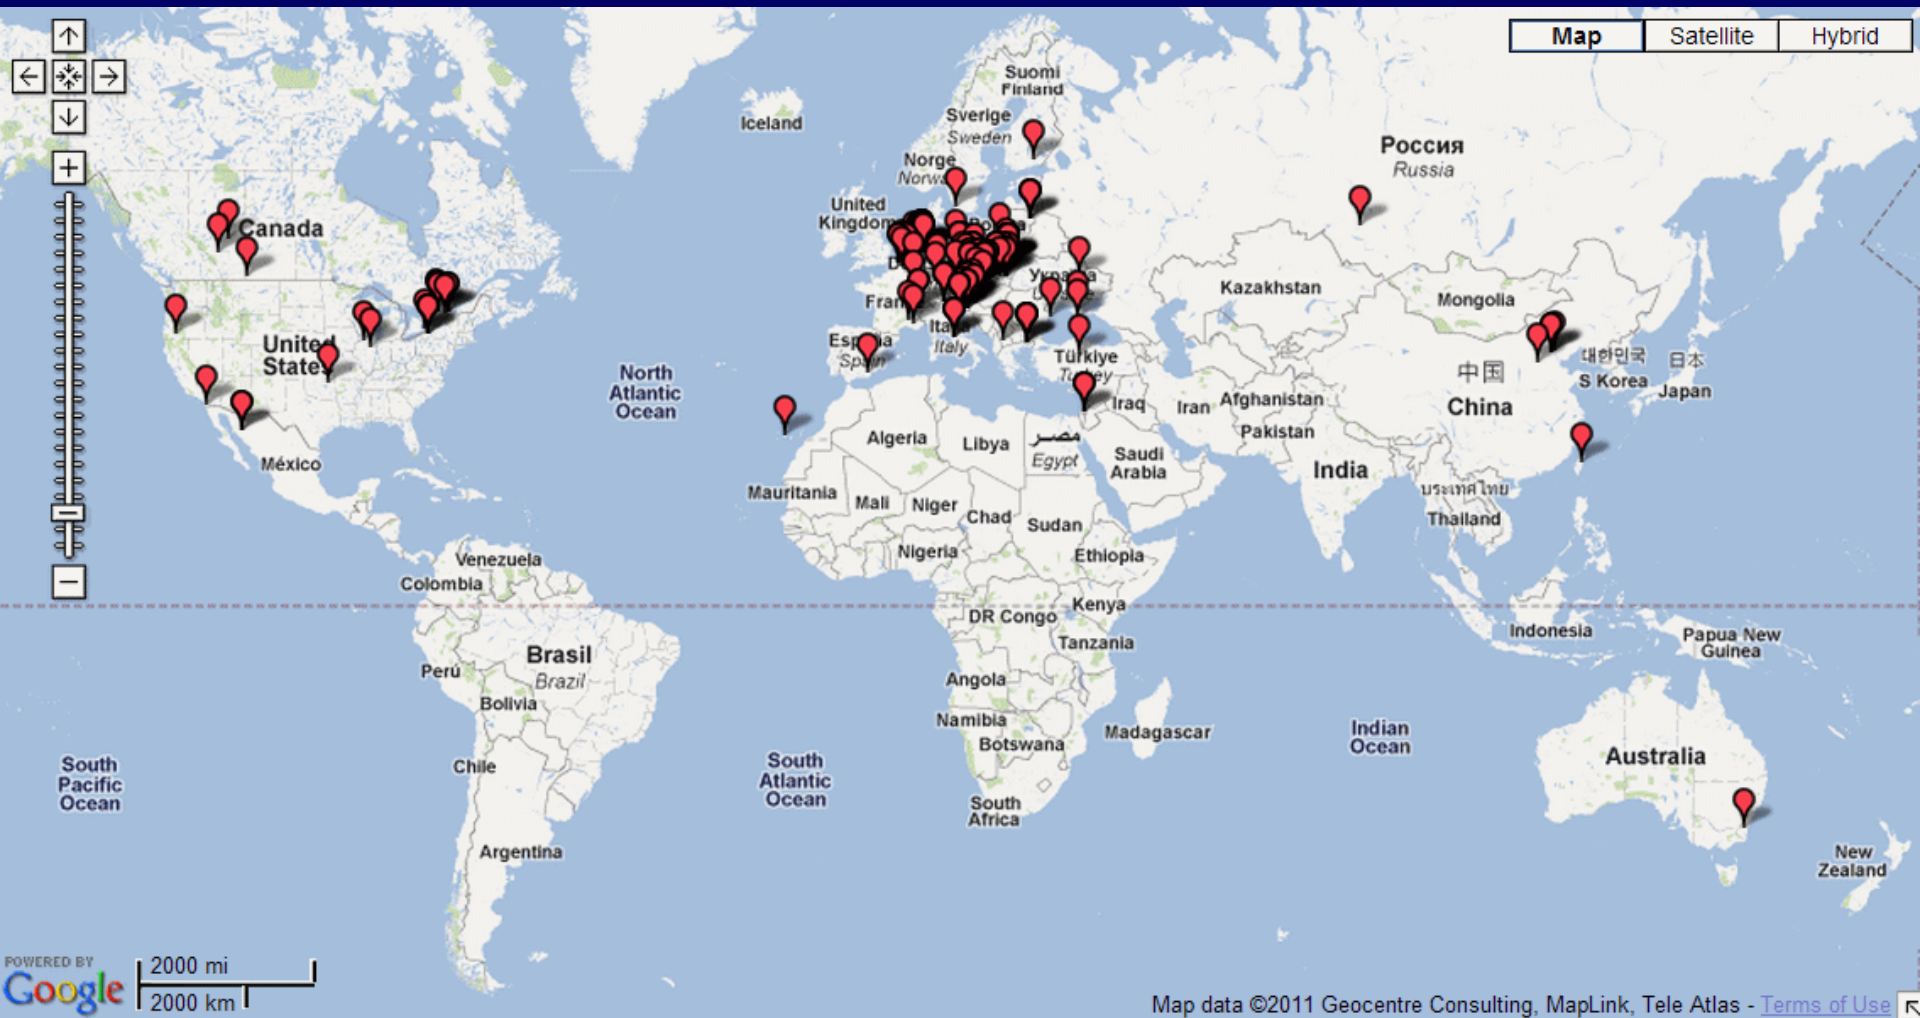 Map
Satellite
Hybrid
Suomi
Finland
Iceland
Sverige
Sweden
Norge
Россия
Russia
United
Kingdom
Canada
Kazakhstan
Mongolia
United
States
Italy
Türkiye
Turkey
中国
China
대한민국
S Korea
日本
Japan
North
Atlantic
Ocean
Iraq
Iran
Afghanistan
Pakistan
India
México
Algeria
Libya
مصر
Egypt
Saudi
Arabia
Mauritania
Mali
Niger
Chad
Sudan
ประเทศไทย
Thailand
Nigeria
Ethiopia
Venezuela
Colombia
Kenya
DR Congo
Tanzania
Indonesia
Papua New
Guinea
Brasil
Brazil
Perú
Bolivia
Angola
Namibia
Botswana
Madagascar
Indian
Ocean
Australia
South
Pacific
Ocean
Chile
South
Atlantic
Ocean
South
Africa
Argentina
New
Zealand
POWERED BY
Google
2000 mi
2000 km
Map data ©2011 Geocentre Consulting, MapLink, Tele Atlas - Terms of Use